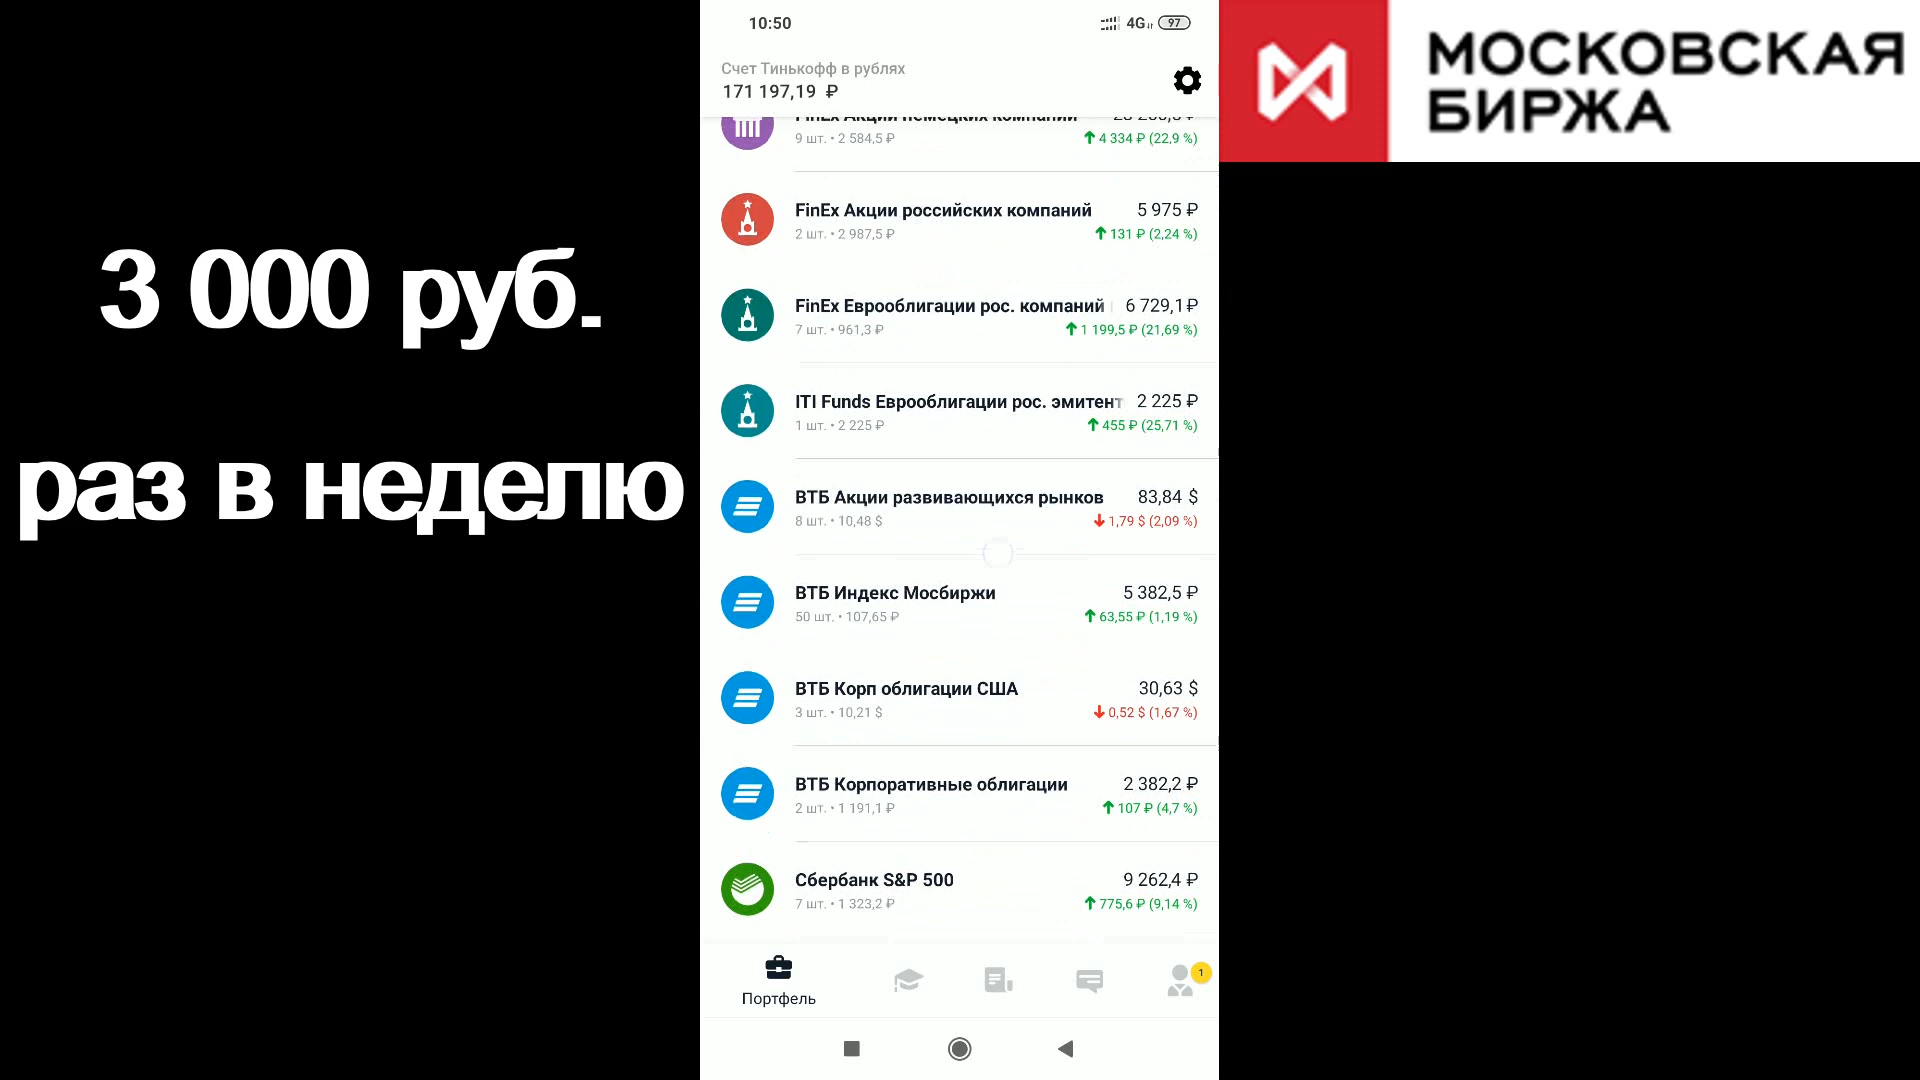 3 000 руб.
раз в неделю
10:50
4G
97
Счет Тинькофф в рублях
171 197,19 ₽
FinEx Акции немецких компаний
9 шт. • 2 584,5 ₽
4 334 ₽ (22,9 %)
FinEx Акции российских компаний
5 975 ₽
2 шт. • 2 987,5 ₽
131 ₽ (2,24 %)
FinEx Еврооблигации рос. компаний
6 729,1 ₽
7 шт. • 961,3 ₽
1 199,5 ₽ (21,69 %)
ITI Funds Еврооблигации рос. эмитент
2 225 ₽
1 шт. • 2 225 ₽
455 ₽ (25,71 %)
ВТБ Акции развивающихся рынков
83,84 $
8 шт. • 10,48 $
1,79 $ (2,09 %)
ВТБ Индекс Мосбиржи
5 382,5 ₽
50 шт. • 107,65 ₽
63,55 ₽ (1,19 %)
ВТБ Корп облигации США
30,63 $
3 шт. • 10,21 $
0,52 $ (1,67 %)
ВТБ Корпоративные облигации
2 382,2 ₽
2 шт. • 1 191,1 ₽
107 ₽ (4,7 %)
Сбербанк S&P 500
9 262,4 ₽
7 шт. • 1 323,2 ₽
775,6 ₽ (9,14 %)
Портфель
1
МОСКОВСКАЯ
БИРЖА